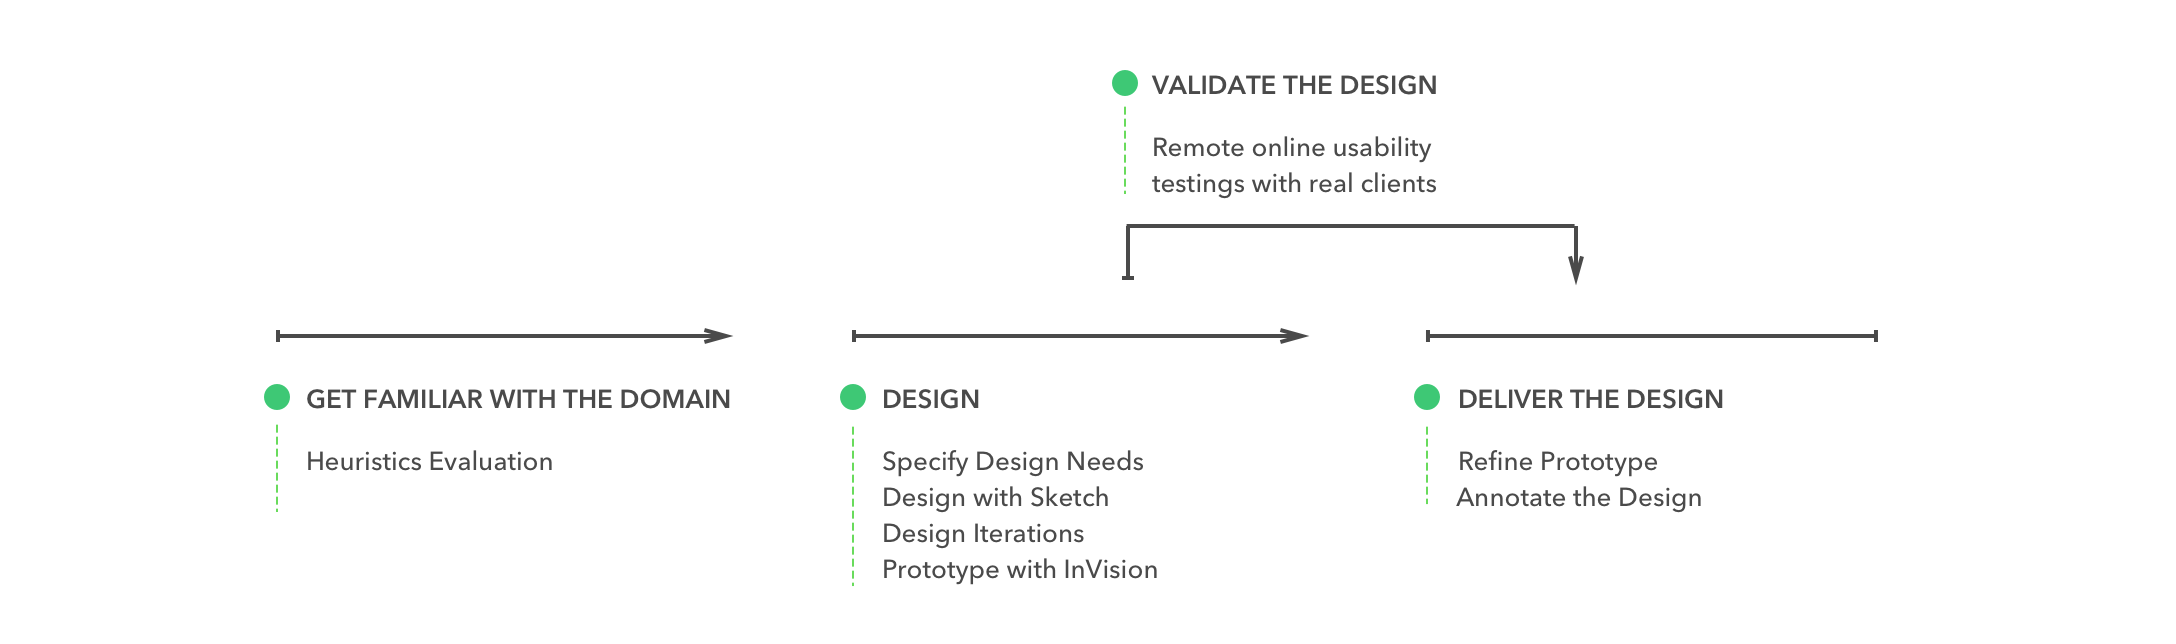 VALIDATE THE DESIGN
Remote online usability
testings with real clients
GET FAMILIAR WITH THE DOMAIN
Heuristics Evaluation
DESIGN
Specify Design Needs
Design with Sketch
Design Iterations
Prototype with InVision
DELIVER THE DESIGN
Refine Prototype
Annotate the Design